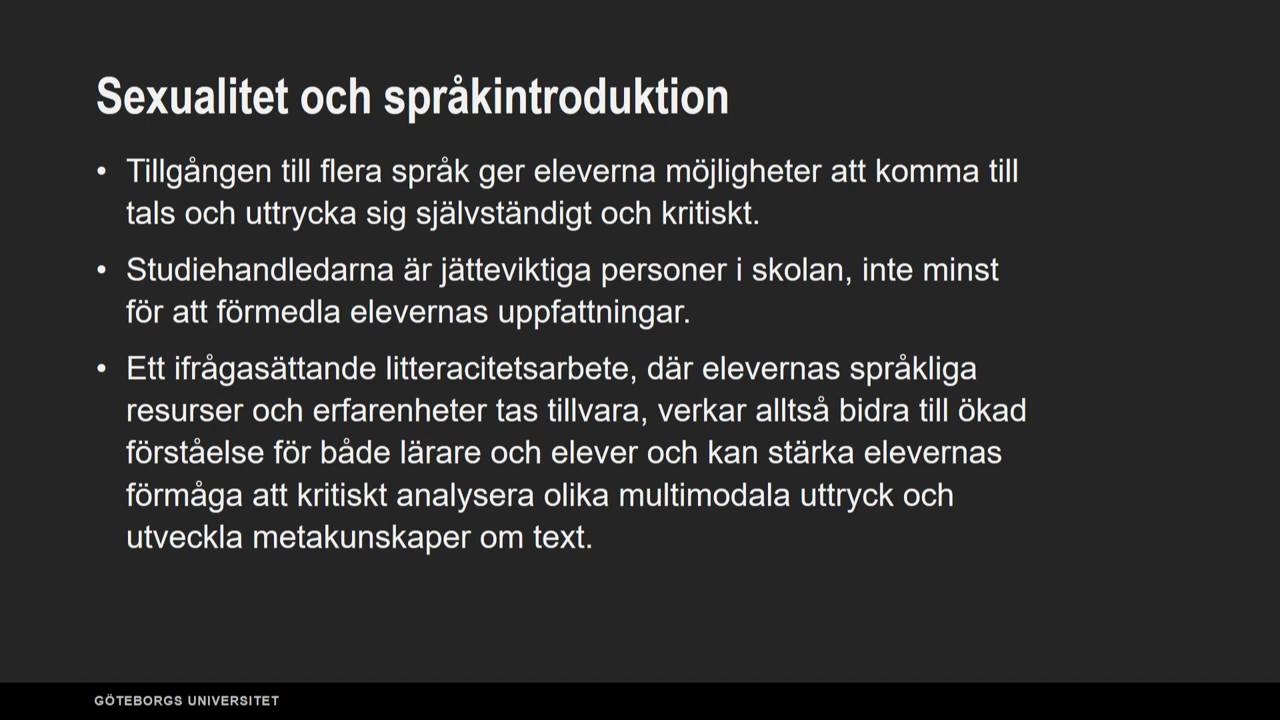 Sexualitet och språkintroduktion
• Tillgången till flera språk ger eleverna möjligheter att komma till
tals och uttrycka sig självständigt och kritiskt.
• Studiehandledarna är jätteviktiga personer i skolan, inte minst
för att förmedla elevernas uppfattningar.
• Ett ifrågasättande litteracitetsarbete, där elevernas språkliga
resurser och erfarenheter tas tillvara, verkar alltså bidra till ökad
förståelse för både lärare och elever och kan stärka elevernas
förmåga att kritiskt analysera olika multimodala uttryck och
utveckla metakunskaper om text.
GÖTEBORGS UNIVERSITET